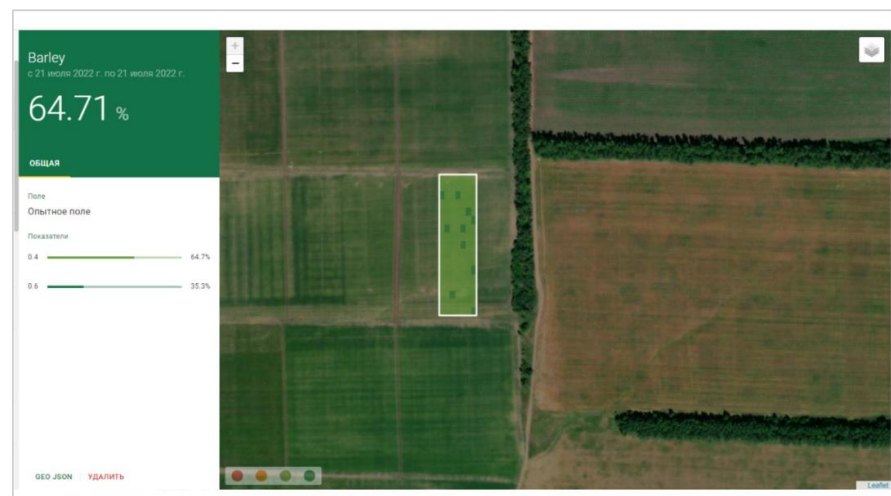 Barley
с 21 июля 2022 г. по 21 июля 2022 г.
64.71 %
ОБЩАЯ
Поле
Опытное поле
Показатели
0.4 64.7%
0.6 35.3%
GEO JSON УДАЛИТЬ
+
−
Leaflet